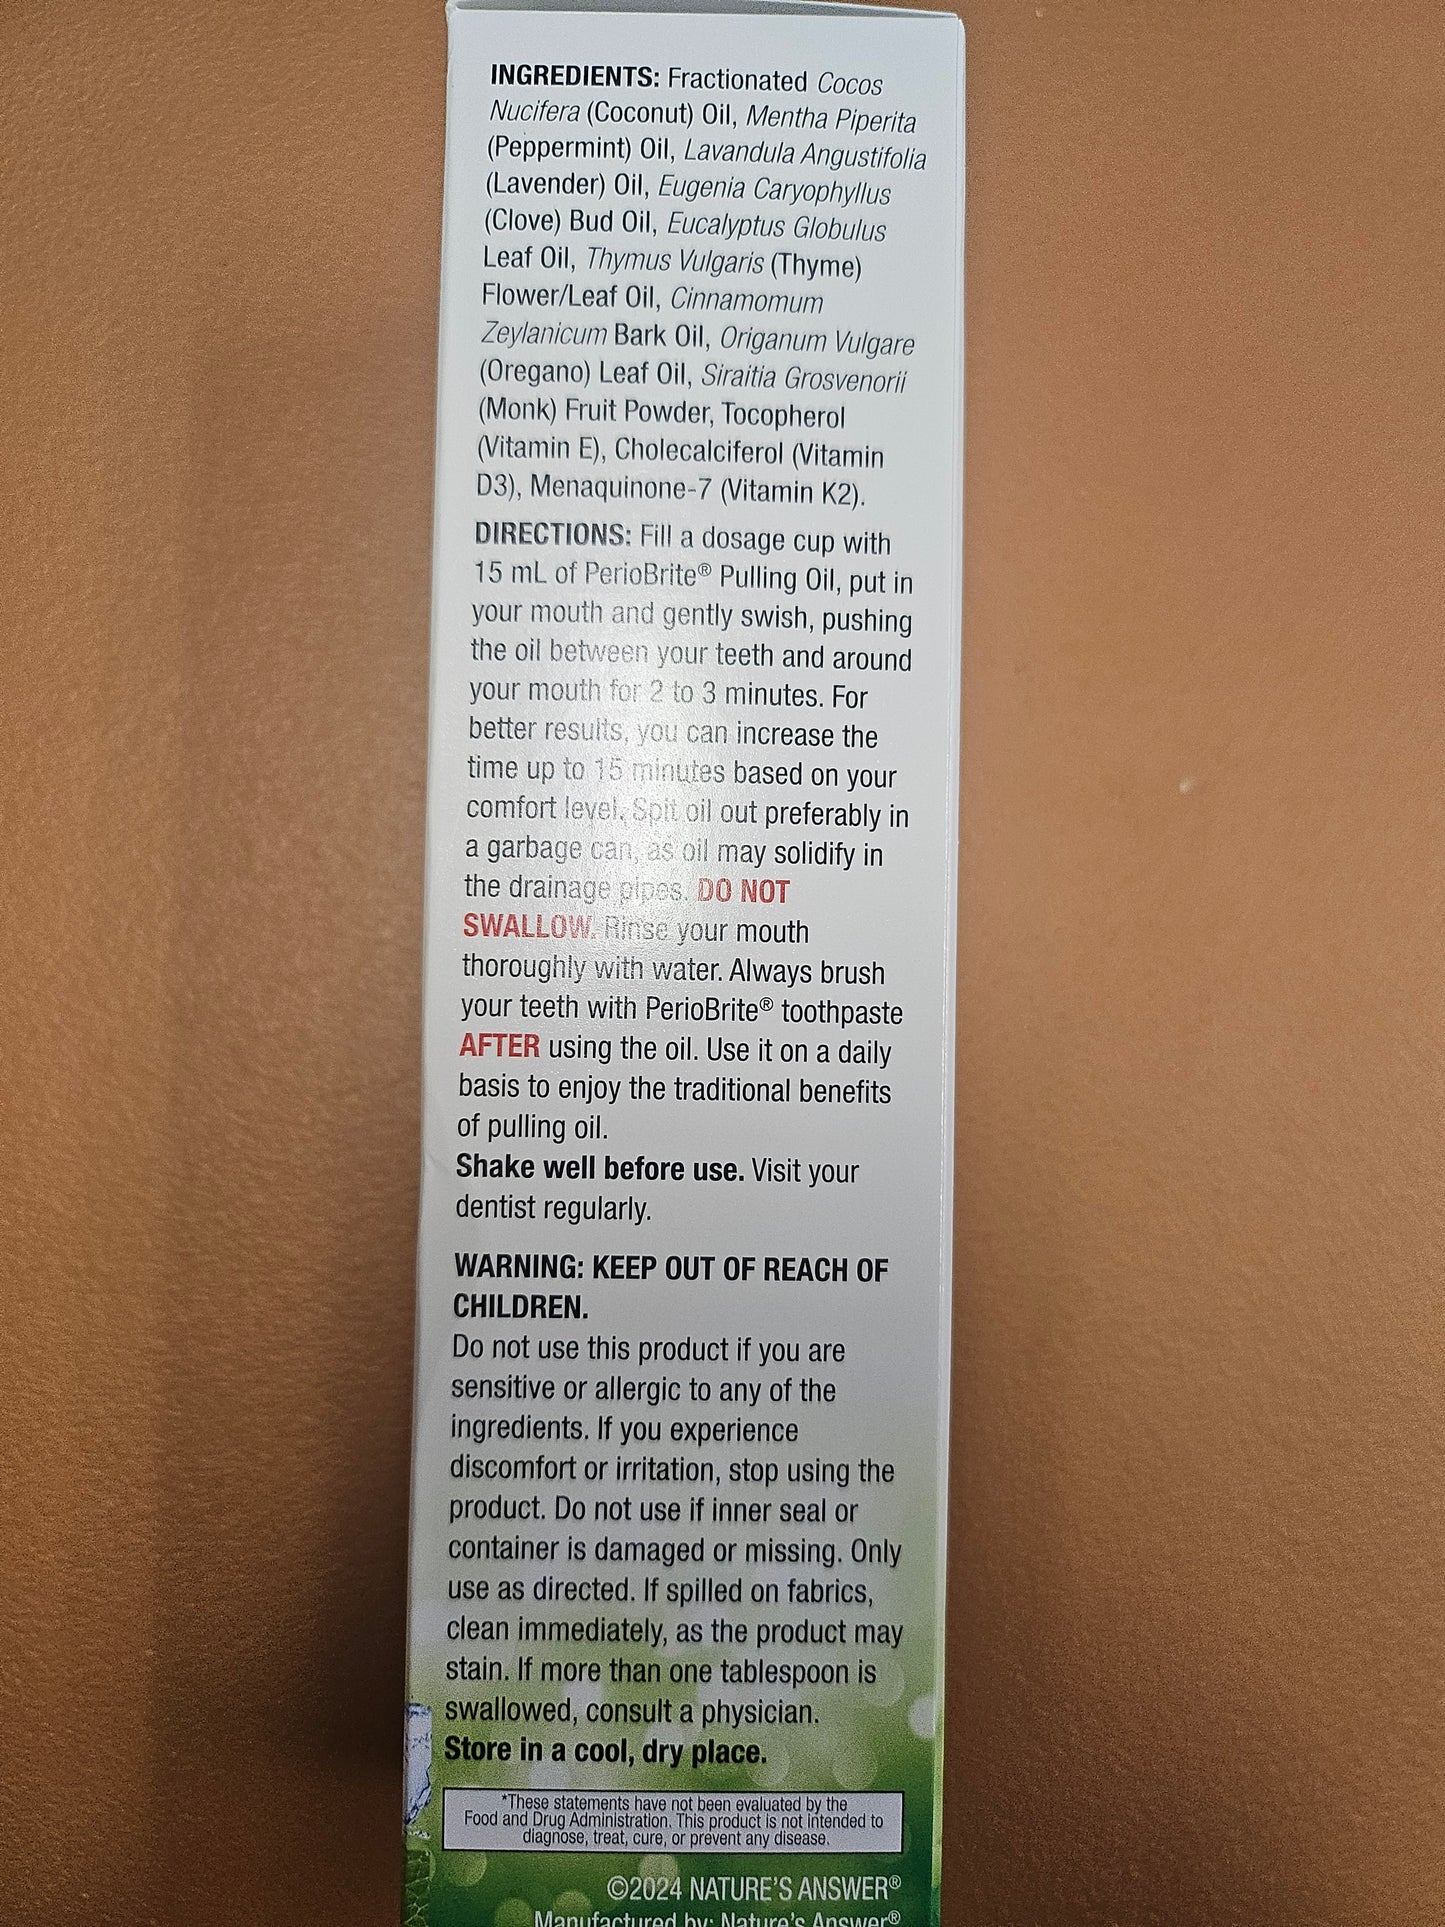 INGREDIENTS: Fractionated Cocos
Nucifera (Coconut) Oil, Mentha Piperita
(Peppermint) Oil, Lavandula Angustifolia
(Lavender) Oil, Eugenia Caryophyllus
(Clove) Bud Oil, Eucalyptus Globulus
Leaf Oil, Thymus Vulgaris (Thyme)
Flower/Leaf Oil, Cinnamomum
Zeylanicum Bark Oil, Origanum Vulgare
(Oregano) Leaf Oil, Siraitia Grosvenorii
(Monk) Fruit Powder, Tocopherol
(Vitamin E), Cholecalciferol (Vitamin
D3), Menaquinone-7 (Vitamin K2).
DIRECTIONS: Fill a dosage cup with
15 mL of PerioBrite® Pulling Oil, put in
your mouth and gently swish, pushing
the oil between your teeth and around
your mouth for 2 to 3 minutes. For
better results, you can increase the
time up to 15 minutes based on your
comfort level. Spit oil out preferably in
a garbage can, as oil may solidify in
the drainage pipes. DO NOT
SWALLOW. Rinse your mouth
thoroughly with water. Always brush
your teeth with PerioBrite® toothpaste
AFTER using the oil. Use it on a daily
basis to enjoy the traditional benefits
of pulling oil.
Shake well before use. Visit your
dentist regularly.
WARNING: KEEP OUT OF REACH OF
CHILDREN.
Do not use this product if you are
sensitive or allergic to any of the
ingredients. If you experience
discomfort or irritation, stop using the
product. Do not use if inner seal or
container is damaged or missing. Only
use as directed. If spilled on fabrics,
clean immediately, as the product may
stain. If more than one tablespoon is
swallowed, consult a physician.
Store in a cool, dry place.
*These statements have not been evaluated by the
Food and Drug Administration. This product is not intended to
diagnose, treat, cure, or prevent any disease.
©2024 NATURE'S ANSWER®
Manufactured by: Nature's Answer®